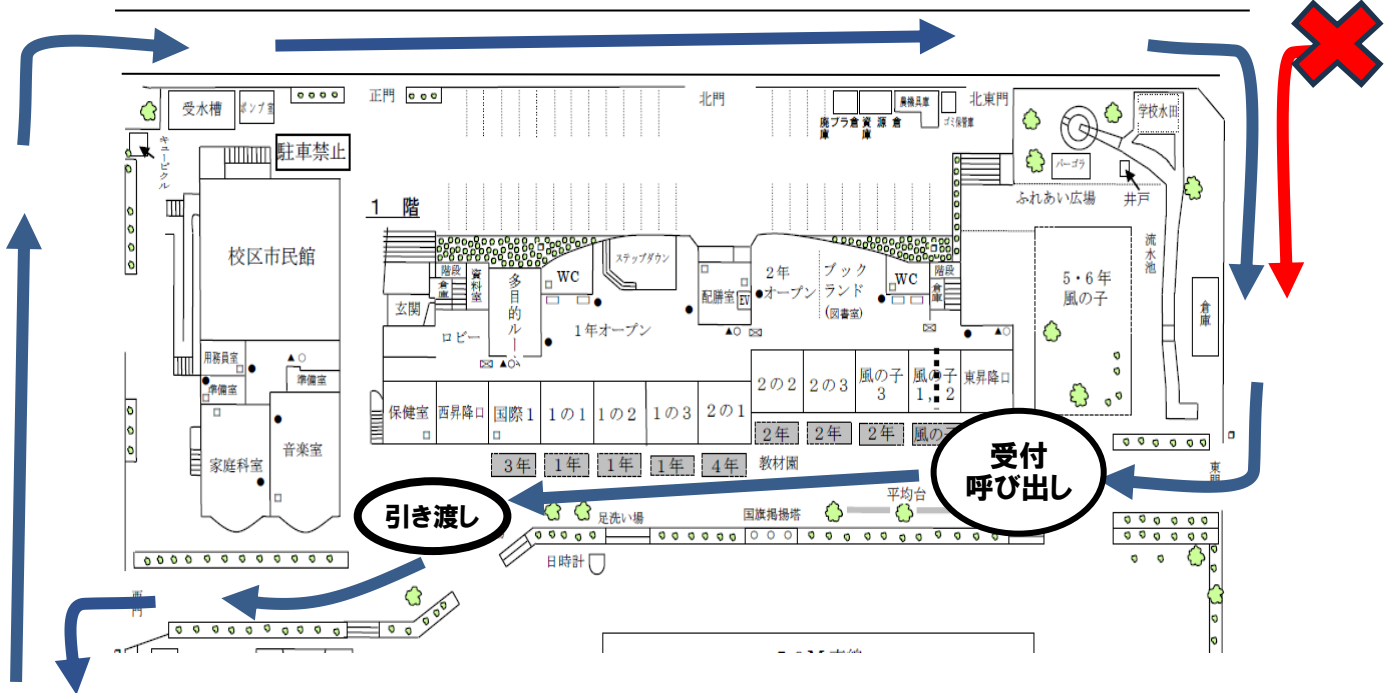 受水槽
ポンプ室
正門
北門
農機具庫
北東門
廃プラ倉庫
資源倉庫
ゴミ保管庫
学校水田
キュービクル
駐車禁止
パーゴラ
ふれあい広場
井戸
1 階
校区市民館
流水池
倉庫
5・6年
風の子
階段
倉庫
資料室
多目的ルーム
WC
ステップダウン
配膳室
EV
2年
オープン
ブック
ランド
(図書室)
WC
階段
倉庫
玄関
ロビー
1年オープン
用務員室
準備室
準備室
保健室
西昇降口
国際1
1の1
1の2
1の3
2の1
2の2
2の3
風の子
3
風の子
1,2
東昇降口
家庭科室
音楽室
3年
1年
1年
1年
4年
2年
2年
2年
風の
教材園
受付
呼び出し
東門
引き渡し
足洗い場
国旗掲揚塔
平均台
日時計
西門